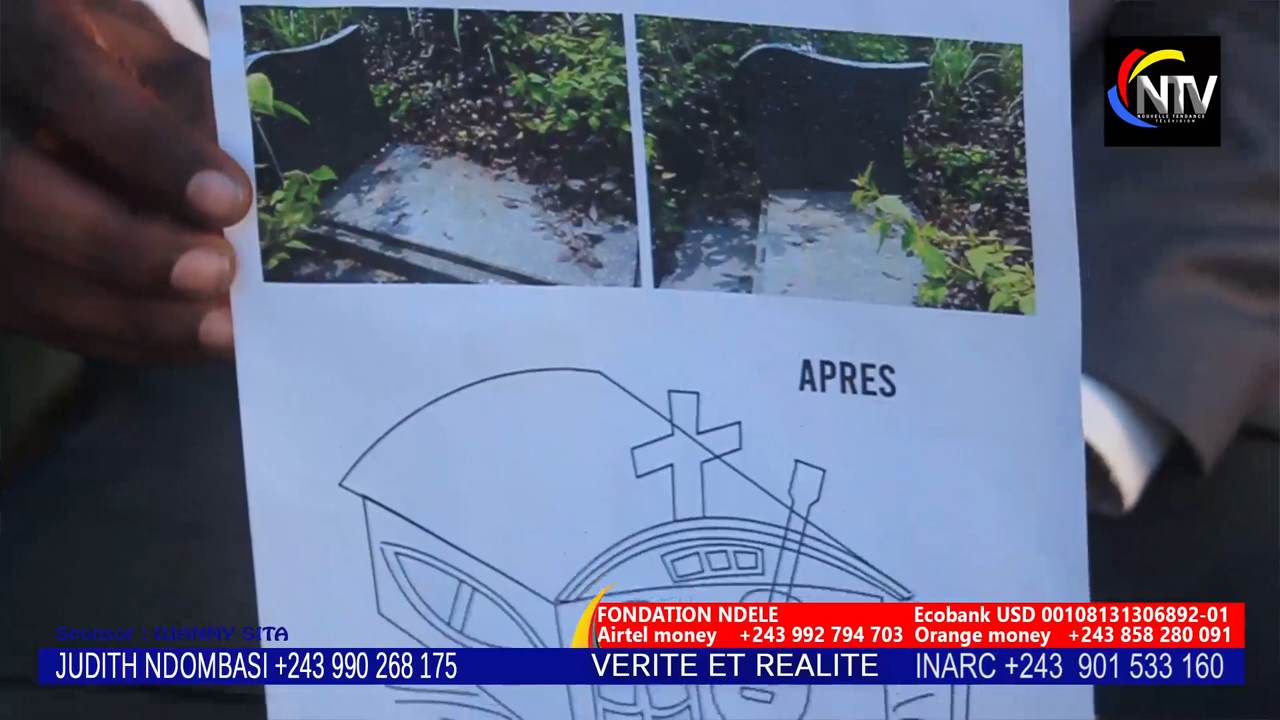 NTV
NOUVELLE TENDANCE
TELEVISION
APRES
FONDATION NDELE Ecobank USD 00108131306892-01
Airtel money +243 992 794 703 Orange money +243 858 280 091
Sponsor : DJANNY SITA
JUDITH NDOMBASI +243 990 268 175 VERITE ET REALITE INARC +243 901 533 160